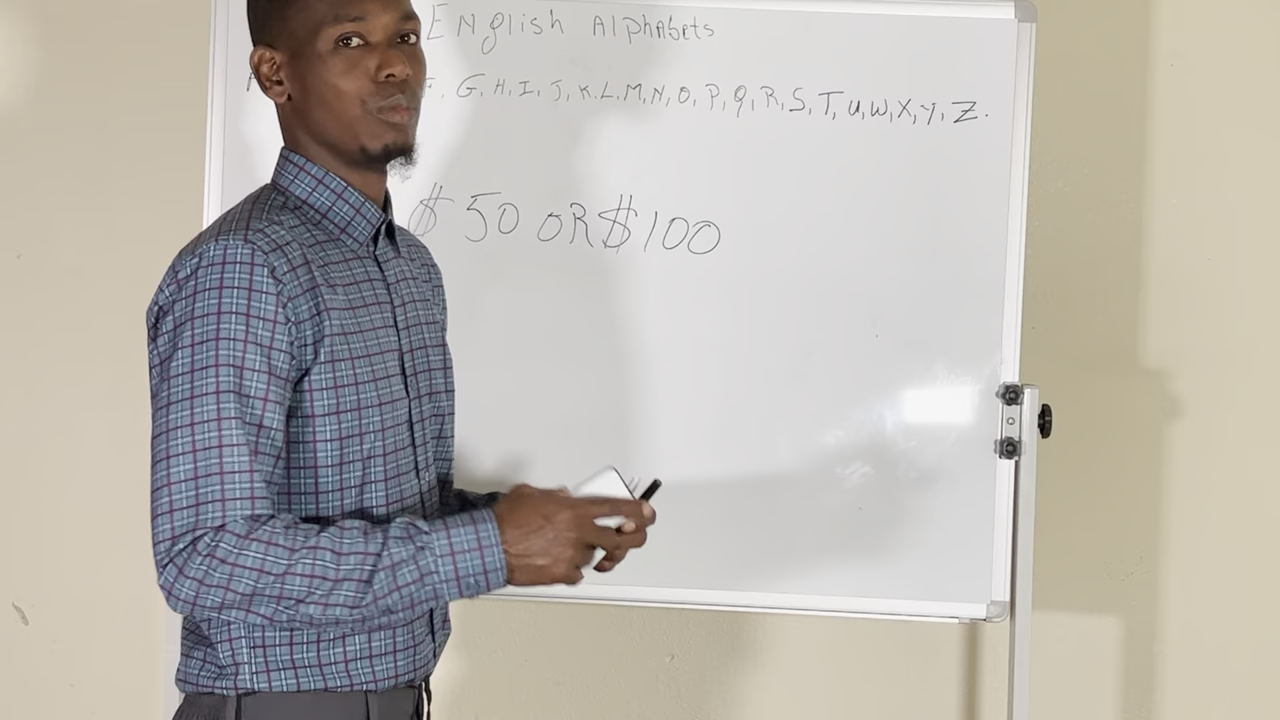 English Alphabets
G, H, I, J, K, L, M, N, O, P, Q, R, S, T, U, W, X, Y, Z.
$ 50 OR $100